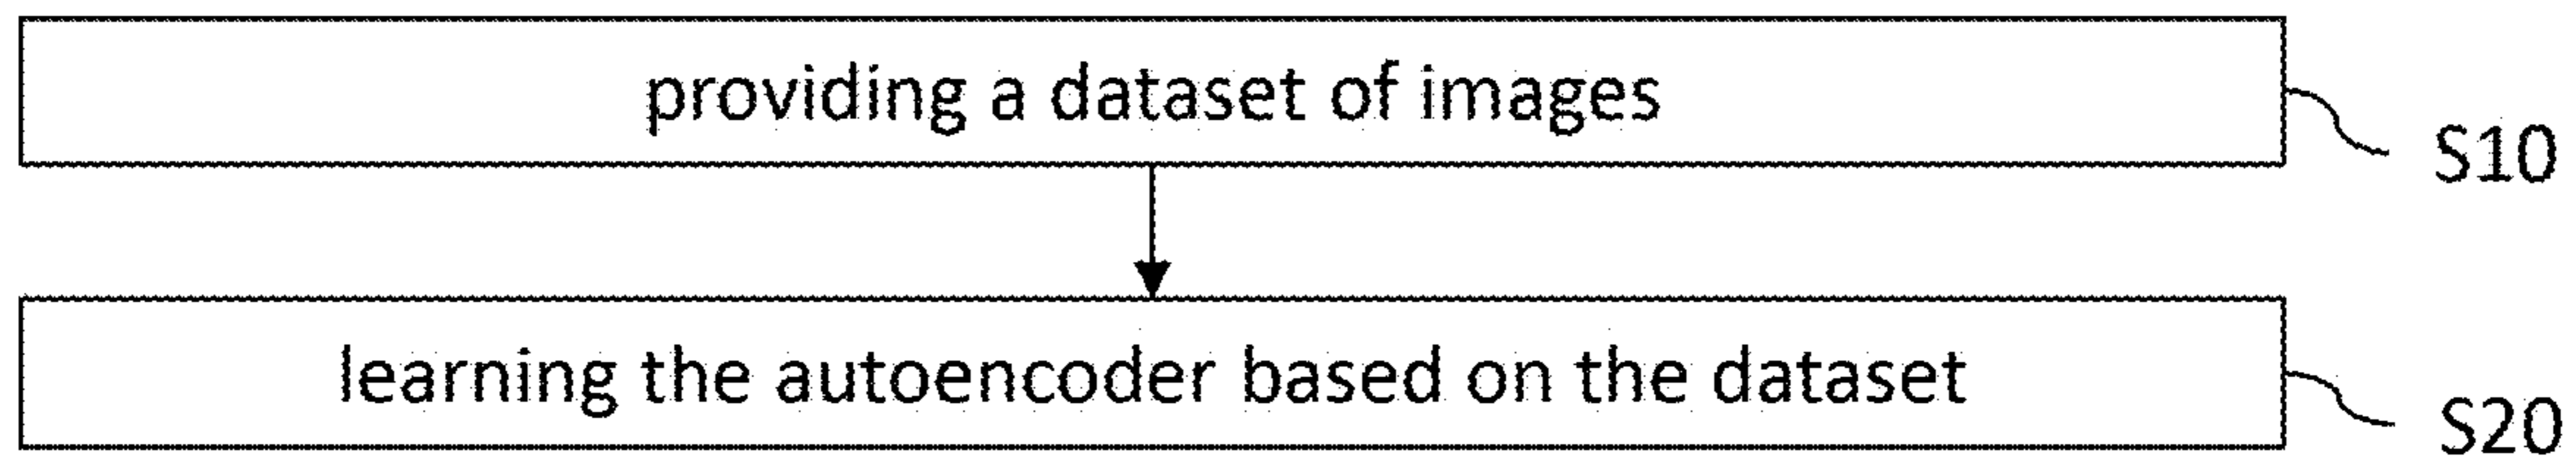 providing a dataset of images
S10
learning the autoencoder based on the dataset
S20